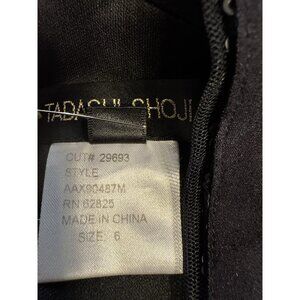 TADASHI SHOJI
CUT# 29693
STYLE
AAX90487M
RN 62825
MADE IN CHINA
SIZE: 6